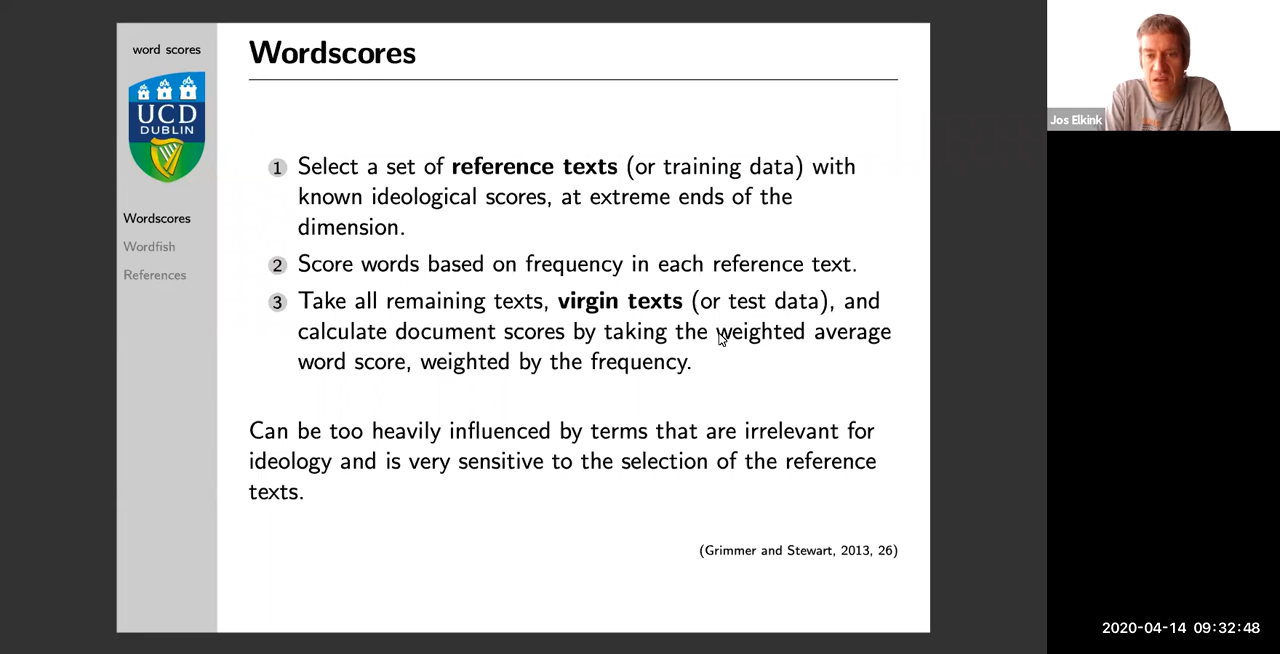 word scores
UCD
DUBLIN
Wordscores
Wordfish
References
Wordscores
1 Select a set of reference texts (or training data) with
known ideological scores, at extreme ends of the
dimension.
2 Score words based on frequency in each reference text.
3 Take all remaining texts, virgin texts (or test data), and
calculate document scores by taking the weighted average
word score, weighted by the frequency.
Can be too heavily influenced by terms that are irrelevant for
ideology and is very sensitive to the selection of the reference
texts.
(Grimmer and Stewart, 2013, 26)
Jos Elkink
2020-04-14 09:32:48